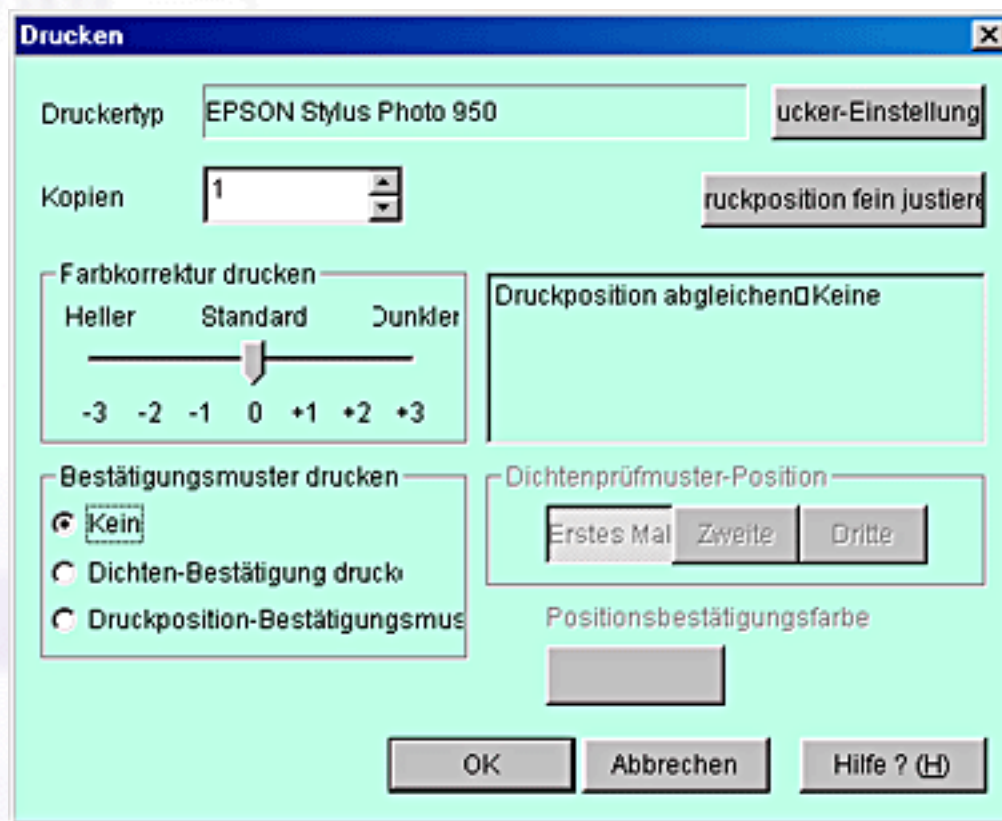 Drucken
Druckertyp EPSON Stylus Photo 950 ucker-Einstellung
Kopien 1 ruckposition fein justiere
Farbkorrektur drucken
Heller Standard Dunkler
-3 -2 -1 0 +1 +2 +3
Druckposition abgleichen□Keine
Bestätigungsmuster drucken
Kein
Dichten-Bestätigung drucke
Druckposition-Bestätigungsmus
Dichtenprüfmuster-Position
Erstes Mal Zweite Dritte
Positionsbestätigungsfarbe
OK Abbrechen Hilfe ? (H)